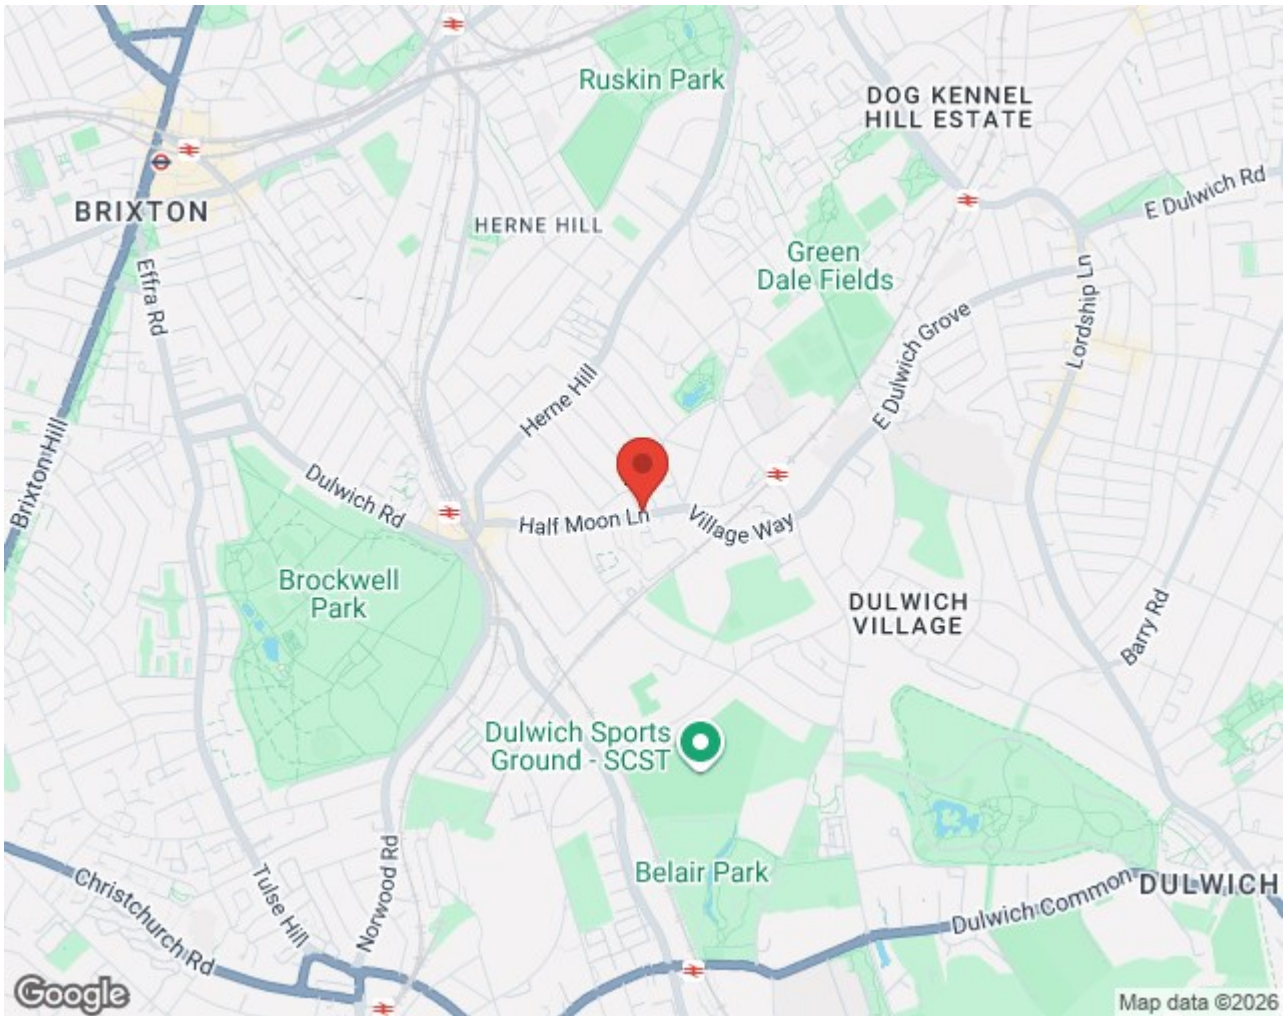 Ruskin Park
DOG KENNEL
HILL ESTATE
E Dulwich Rd
BRIXTON
HERNE HILL
Green
Dale Fields
Effra Rd
Lordship Ln
E Dulwich Grove
Herne Hill
Brixton Hill
Dulwich Rd
Half Moon Ln
Village Way
Brockwell
Park
DULWICH
VILLAGE
Barry Rd
Dulwich Sports
Ground - SCST
Belair Park
Norwood Rd
Tulse Hill
Christchurch Rd
Dulwich Common
DULWICH
Google
Map data ©2026